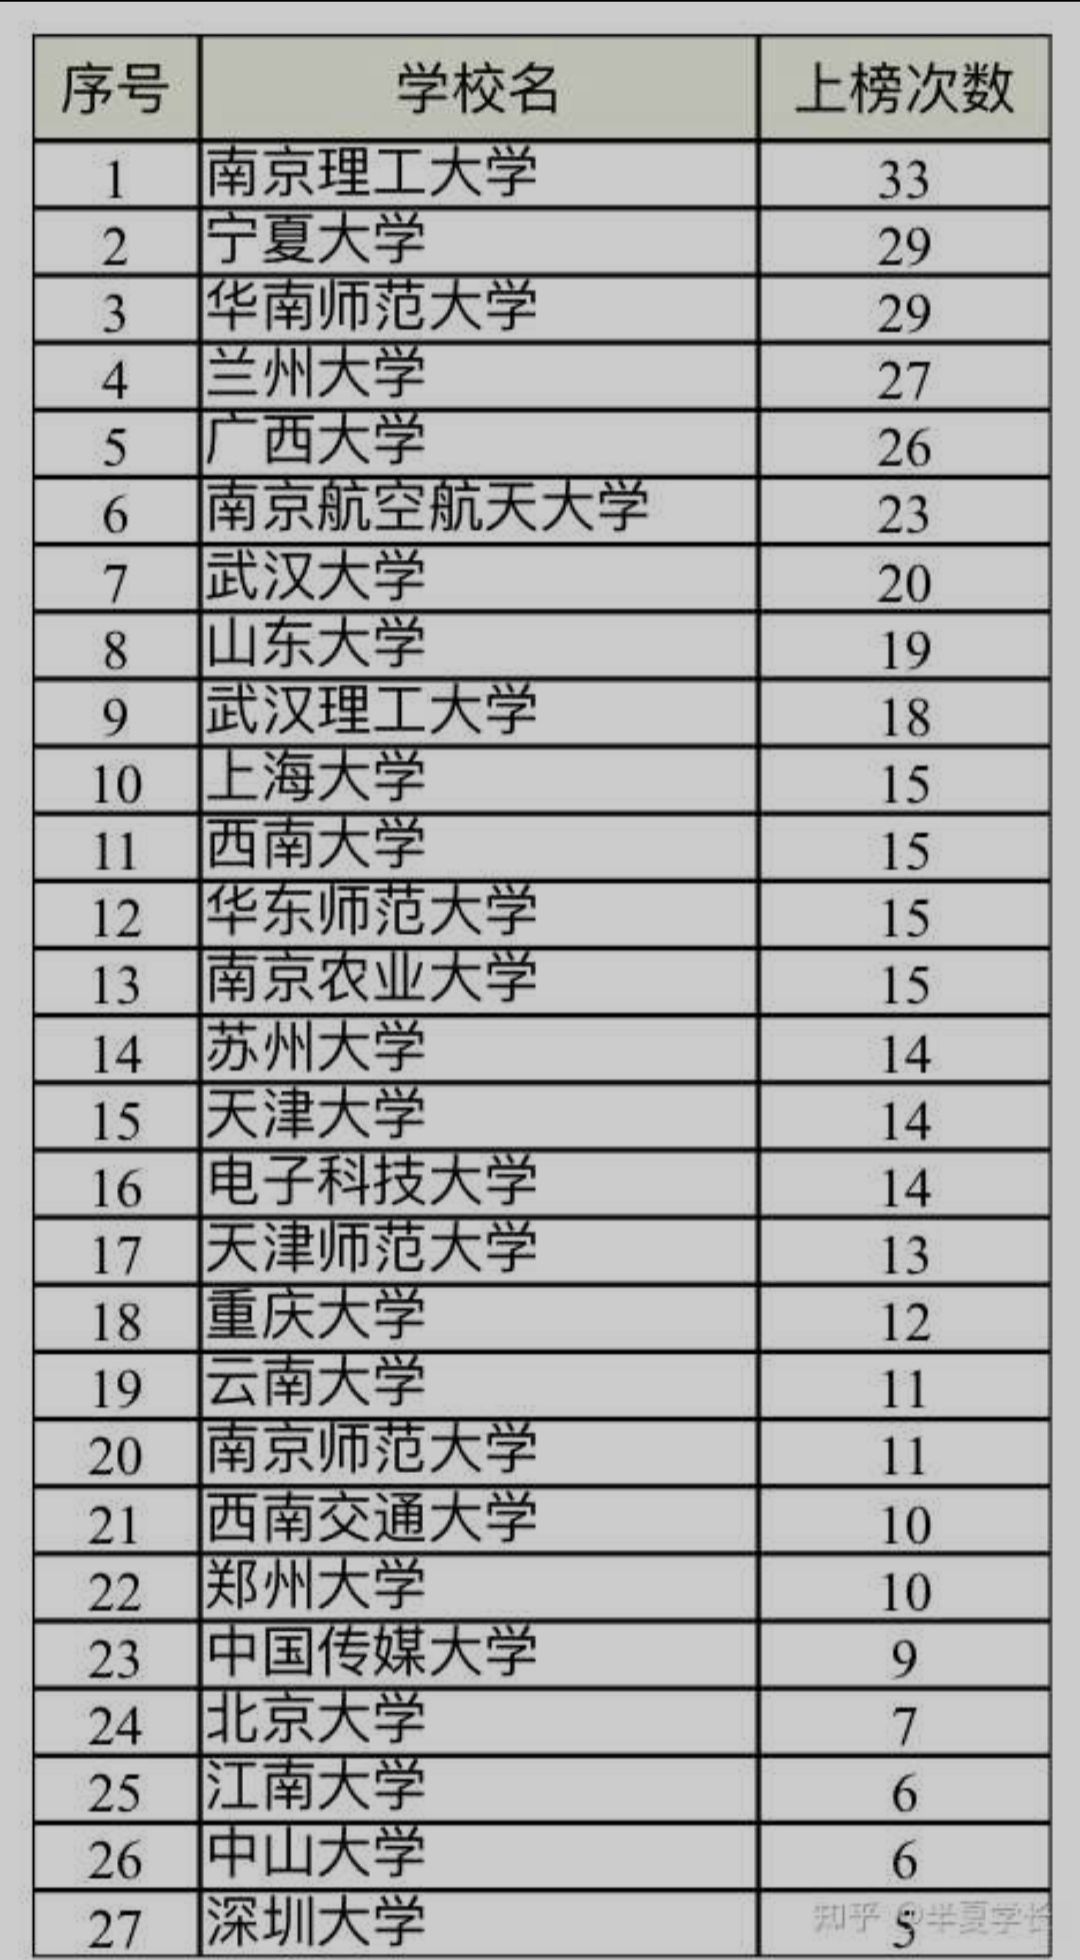 序号 学校名 上榜次数
1 南京理工大学 33
2 宁夏大学 29
3 华南师范大学 29
4 兰州大学 27
5 广西大学 26
6 南京航空航天大学 23
7 武汉大学 20
8 山东大学 19
9 武汉理工大学 18
10 上海大学 15
11 西南大学 15
12 华东师范大学 15
13 南京农业大学 15
14 苏州大学 14
15 天津大学 14
16 电子科技大学 14
17 天津师范大学 13
18 重庆大学 12
19 云南大学 11
20 南京师范大学 11
21 西南交通大学 10
22 郑州大学 10
23 中国传媒大学 9
24 北京大学 7
25 江南大学 6
26 中山大学 6
27 深圳大学 5
知乎 @半夏学长